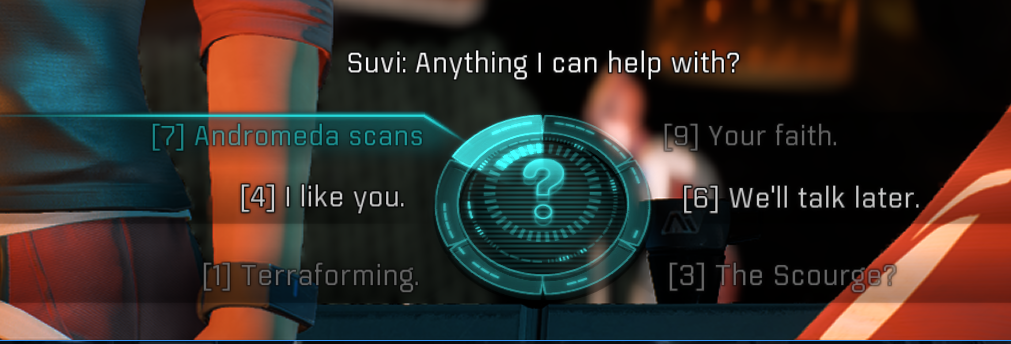 Suvi: Anything I can help with?
[7] Andromeda scans
[9] Your faith.
[4] I like you.
[6] We'll talk later.
[1] Terraforming.
[3] The Scourge?
?